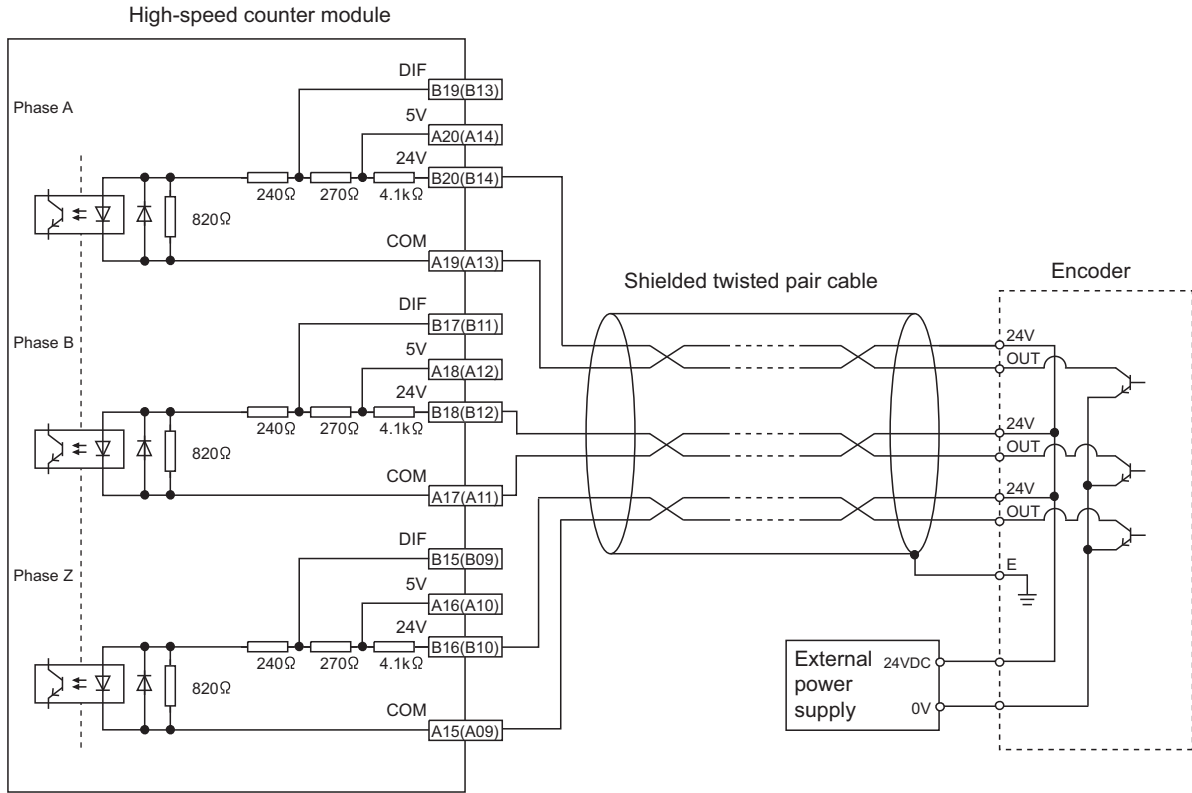 High-speed counter module
Phase A
DIF
B19(B13)
5V
A20(A14)
24V
B20(B14)
240Ω
270Ω
4.1kΩ
820Ω
COM
A19(A13)
Phase B
DIF
B17(B11)
5V
A18(A12)
24V
B18(B12)
240Ω
270Ω
4.1kΩ
820Ω
COM
A17(A11)
Phase Z
DIF
B15(B09)
5V
A16(A10)
24V
B16(B10)
240Ω
270Ω
4.1kΩ
820Ω
COM
A15(A09)
Shielded twisted pair cable
Encoder
24V
OUT
24V
OUT
24V
OUT
E
External
power
supply
24VDC
0V